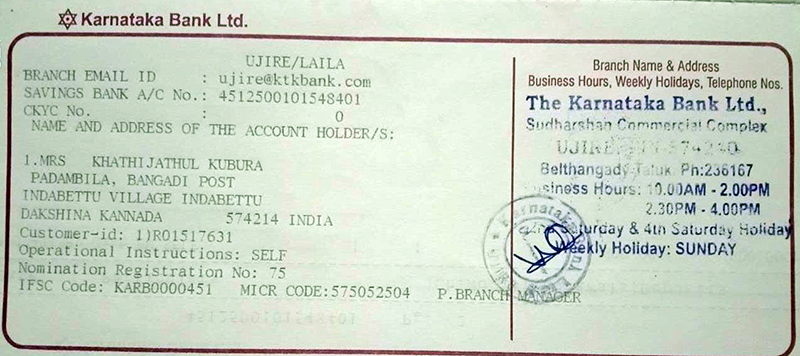 Karnataka Bank Ltd.
UJIRE/LAILA
BRANCH EMAIL ID : ujire@ktkbank.com
SAVINGS BANK A/C No.: 4512500101548401
CKYC No. : 0
NAME AND ADDRESS OF THE ACCOUNT HOLDER/S:
1.MRS KHATHIJATHUL KUBURA
PADAMBILA, BANGADI POST
INDABETTU VILLAGE INDABETTU
DAKSHINA KANNADA 574214 INDIA
Customer-id: 1)R01517631
Operational Instructions: SELF
Nomination Registration No: 75
IFSC Code: KARB0000451 MICR CODE:575052504 P.BRANCH MANAGER
Branch Name & Address
Business Hours, Weekly Holidays, Telephone Nos.
The Karnataka Bank Ltd.,
Sudharshan Commercial Complex
UJIRE
Belthangady Taluk. Ph:236167
Business Hours: 10.00AM - 2.00PM
2.30PM - 4.00PM
Saturday & 4th Saturday Holiday
Weekly Holiday: SUNDAY
Karnataka Bank